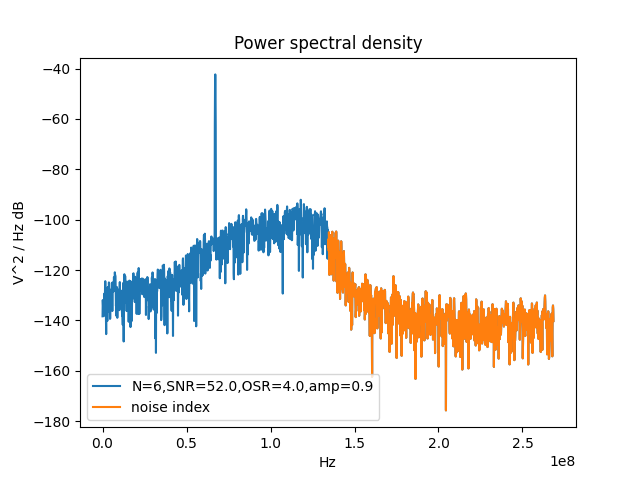 Power spectral density
V^2 / Hz dB
−40
−60
−80
−100
−120
−140
−160
−180
N=6,SNR=52.0,OSR=4.0,amp=0.9
noise index
0.0 0.5 1.0 1.5 2.0 2.5
1e8
Hz